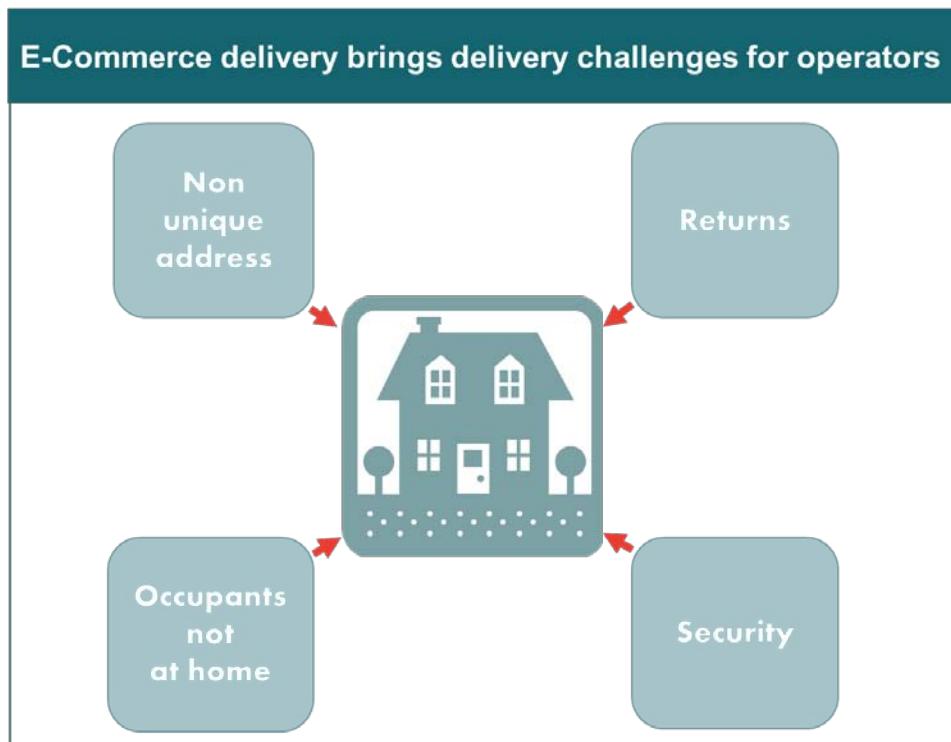 E-Commerce delivery brings delivery challenges for operators
Non
unique
address
Returns
Occupants
not
at home
Security